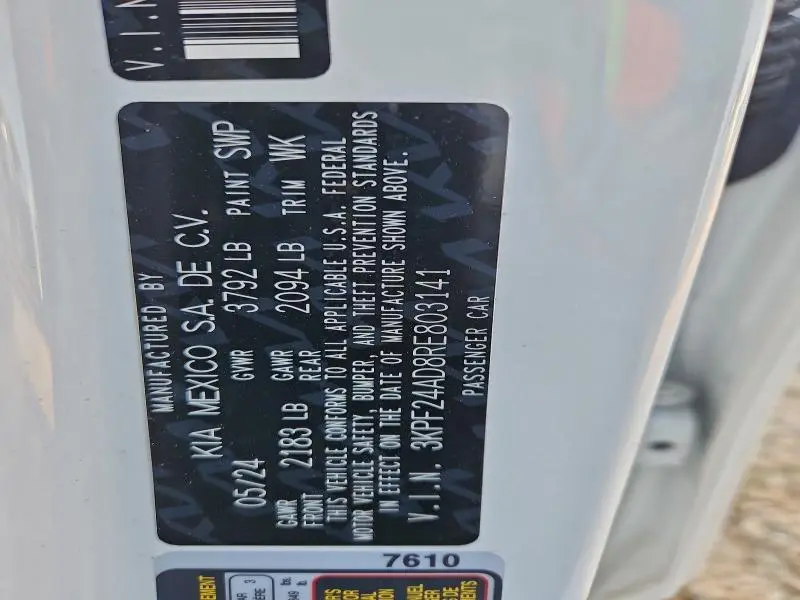 V.I.N
MANUFACTURED BY
KIA MEXICO S.A. DE C.V.
05/24 GVWR 3792 LB PAINT SWP
GAWR FRONT 2183 LB GAWR REAR 2094 LB TRIM WK
THIS VEHICLE CONFORMS TO ALL APPLICABLE U.S.A. FEDERAL
MOTOR VEHICLE SAFETY, BUMPER, AND THEFT PREVENTION STANDARDS
IN EFFECT ON THE DATE OF MANUFACTURE SHOWN ABOVE.
V.I.N. 3KPF24AD8RE803141
PASSENGER CAR
7610
3